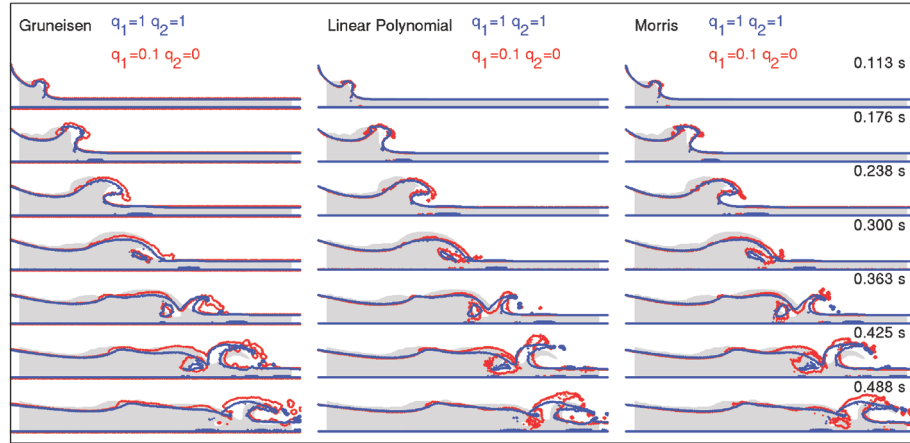 Gruneisen q₁=1 q₂=1 Linear Polynomial q₁=1 q₂=1 Morris q₁=1 q₂=1
q₁=0.1 q₂=0 q₁=0.1 q₂=0 q₁=0.1 q₂=0
0.113 s
0.176 s
0.238 s
0.300 s
0.363 s
0.425 s
0.488 s